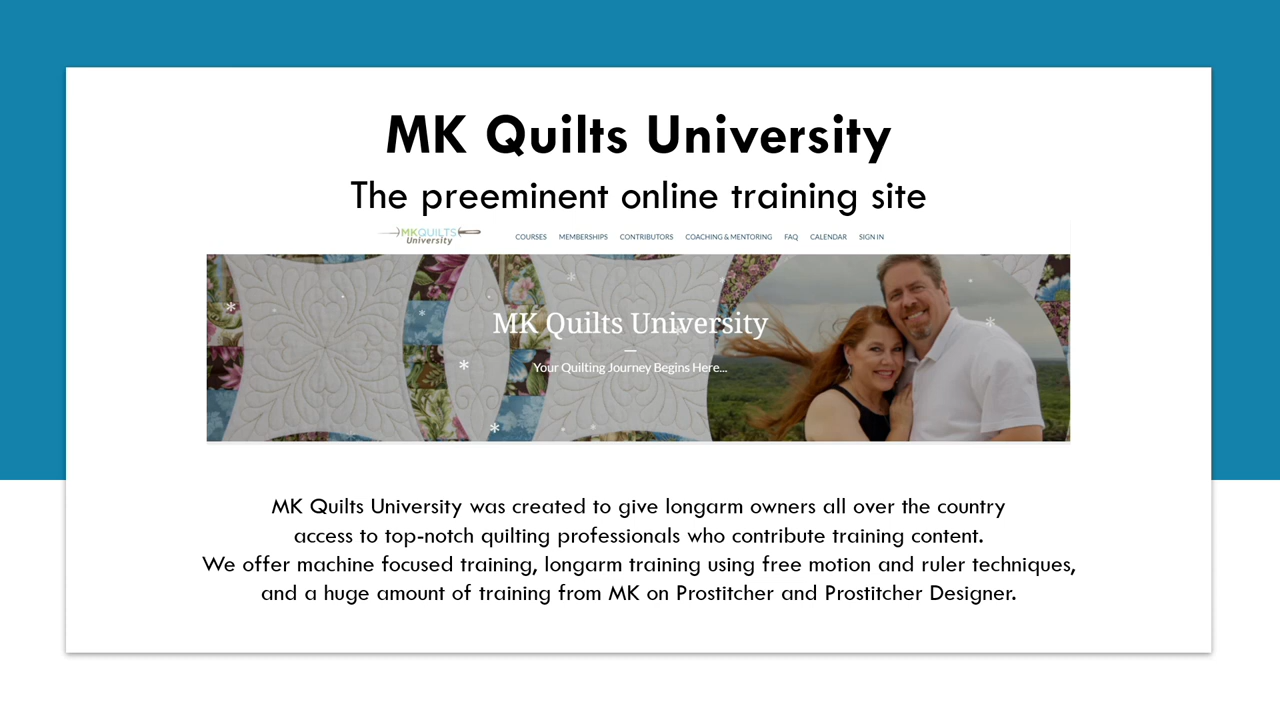 MK Quilts University
The preeminent online training site
MKQUILTS
University
COURSES MEMBERSHIPS CONTRIBUTORS COACHING & MENTORING FAQ CALENDAR SIGN IN
MK Quilts University
Your Quilting Journey Begins Here...
MK Quilts University was created to give longarm owners all over the country
access to top-notch quilting professionals who contribute training content.
We offer machine focused training, longarm training using free motion and ruler techniques,
and a huge amount of training from MK on Prostitcher and Prostitcher Designer.